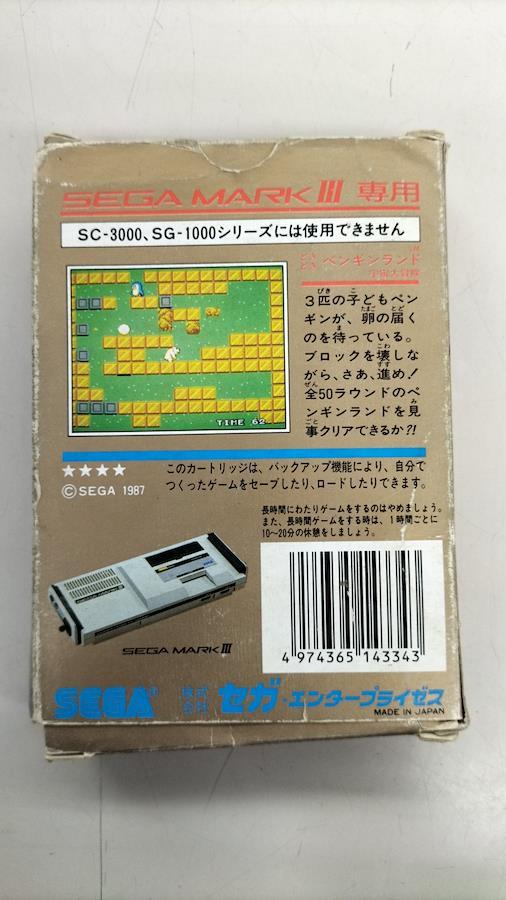 SEGA MARK III 専用
SC-3000、SG-1000シリーズには使用できません
どきどき ペンギンランド
宇宙大冒険
3匹の子どもペン
ギンが、卵の届く
のを待っている。
ブロックを壊しな
がら、さあ、進め!
全50ラウンドのペ
ンギンランドを見
事クリアできるか?!
TIME 62
★★★★
©SEGA 1987
このカートリッジは、バックアップ機能により、自分で
つくったゲームをセーブしたり、ロードしたりできます。
長時間にわたりゲームをするのはやめましょう。
また、長時間ゲームをする時は、1時間ごとに
10〜20分の休憩をしましょう。
SEGA MARK III
4 974365 143343
SEGA® 株式会社 セガ・エンタープライゼス
MADE IN JAPAN